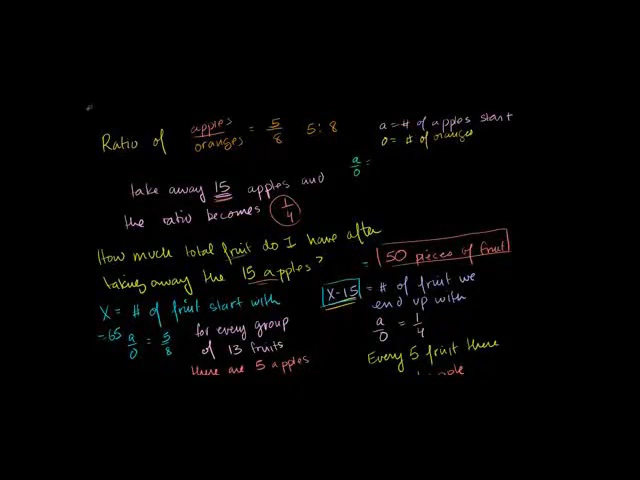 Ratio of apples/oranges = 5/8 5:8
a = # of apples start
o = # of oranges
a/o =
take away 15 apples and
the ratio becomes 1/4
How much total fruit do I have after
taking away the 15 apples?
= 50 pieces of fruit
X = # of fruit start with
=65 a/o = 5/8
for every group
of 13 fruits
there are 5 apples
X-15 = # of fruit we
end up with
a/o = 1/4
Every 5 fruit there